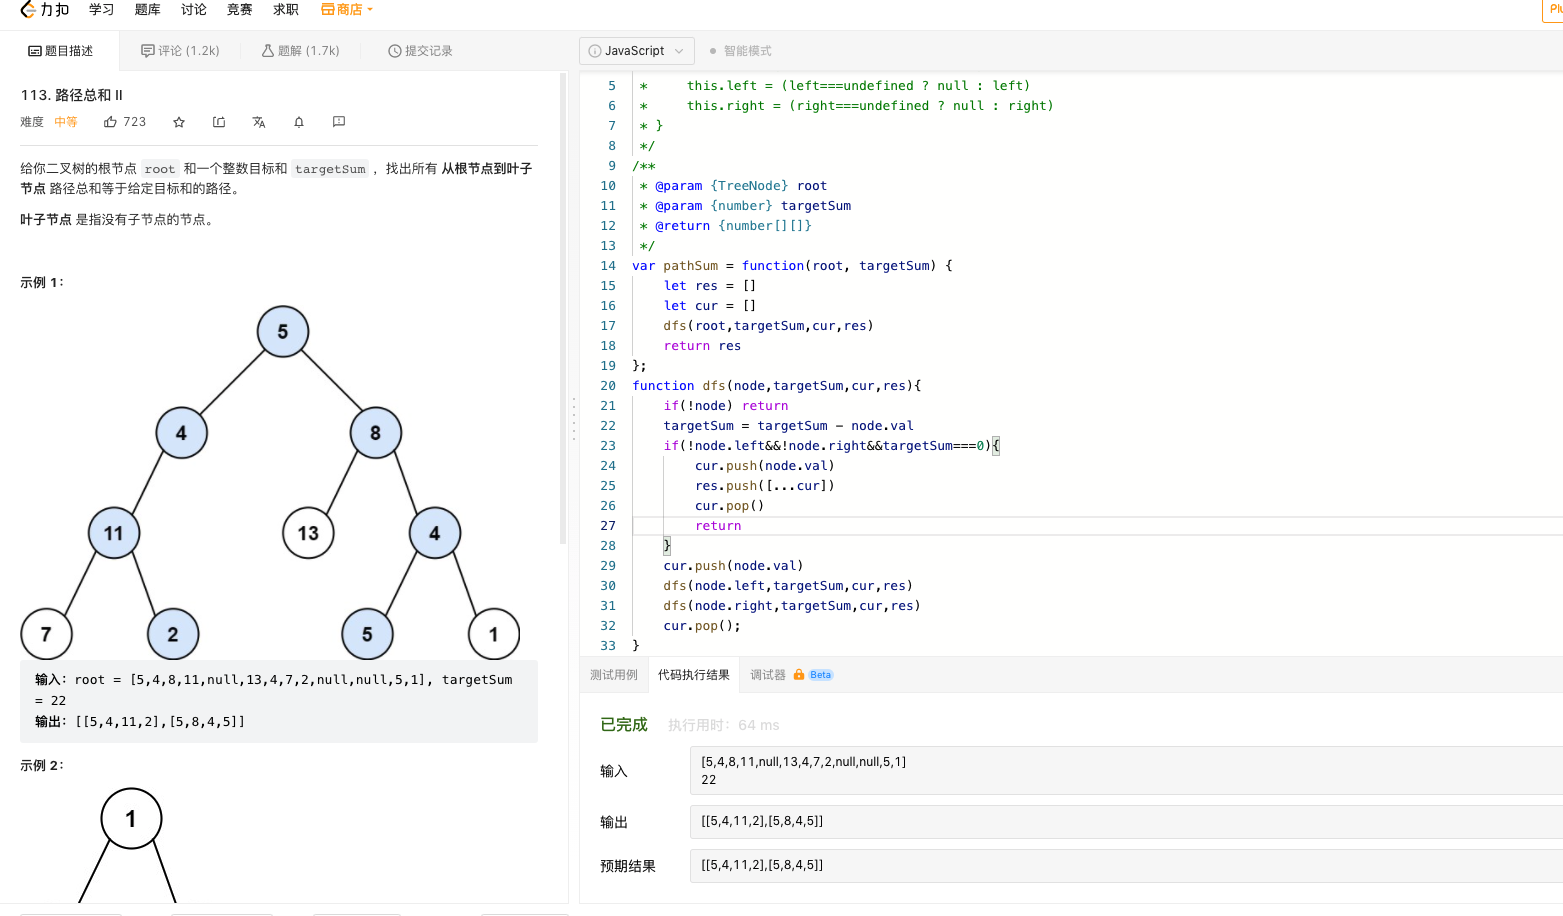 力扣 学习 题库 讨论 竞赛 求职 商店
题目描述 评论 (1.2k) 题解 (1.7k) 提交记录
113. 路径总和 II
难度 中等 723
给你二叉树的根节点 root 和一个整数目标和 targetSum ，找出所有 从根节点到叶子
节点 路径总和等于给定目标和的路径。
叶子节点 是指没有子节点的节点。
示例 1：
5
4 8
11 13 4
7 2 5 1
输入：root = [5,4,8,11,null,13,4,7,2,null,null,5,1], targetSum
= 22
输出：[[5,4,11,2],[5,8,4,5]]
示例 2：
1
JavaScript 智能模式
5 *     this.left = (left===undefined ? null : left)
6 *     this.right = (right===undefined ? null : right)
7 * }
8 */
9 /**
10 * @param {TreeNode} root
11 * @param {number} targetSum
12 * @return {number[][]}
13 */
14 var pathSum = function(root, targetSum) {
15     let res = []
16     let cur = []
17     dfs(root,targetSum,cur,res)
18     return res
19 };
20 function dfs(node,targetSum,cur,res){
21     if(!node) return
22     targetSum = targetSum - node.val
23     if(!node.left&&!node.right&&targetSum===0){
24         cur.push(node.val)
25         res.push([...cur])
26         cur.pop()
27         return
28     }
29     cur.push(node.val)
30     dfs(node.left,targetSum,cur,res)
31     dfs(node.right,targetSum,cur,res)
32     cur.pop();
33 }
测试用例 代码执行结果 调试器 Beta
已完成 执行用时：64 ms
输入 [5,4,8,11,null,13,4,7,2,null,null,5,1]
22
输出 [[5,4,11,2],[5,8,4,5]]
预期结果 [[5,4,11,2],[5,8,4,5]]